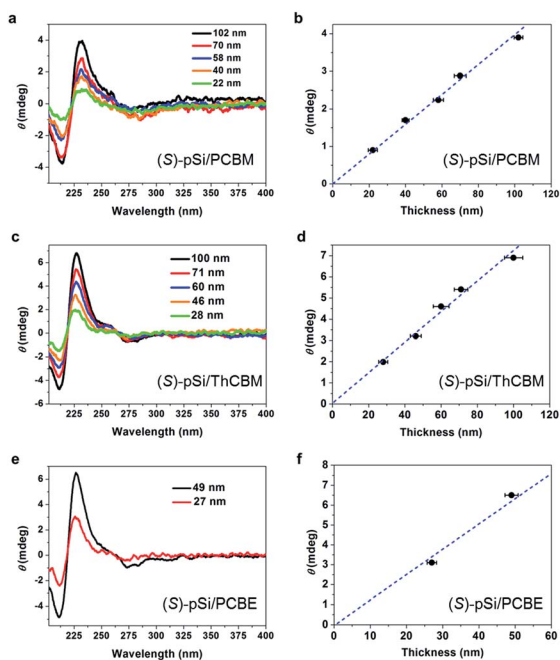 a
θ (mdeg)
4
2
0
-2
-4
102 nm
70 nm
58 nm
40 nm
22 nm
(S)-pSi/PCBM
225 250 275 300 325 350 375 400
Wavelength (nm)
b
θ (mdeg)
4
3
2
1
0
(S)-pSi/PCBM
0 20 40 60 80 100 120
Thickness (nm)
c
θ (mdeg)
6
4
2
0
-2
-4
-6
100 nm
71 nm
60 nm
46 nm
28 nm
(S)-pSi/ThCBM
225 250 275 300 325 350 375 400
Wavelength (nm)
d
θ (mdeg)
7
6
5
4
3
2
1
0
(S)-pSi/ThCBM
0 20 40 60 80 100 120
Thickness (nm)
e
θ (mdeg)
6
4
2
0
-2
-4
49 nm
27 nm
(S)-pSi/PCBE
225 250 275 300 325 350 375 400
Wavelength (nm)
f
θ (mdeg)
8
7
6
5
4
3
2
1
0
(S)-pSi/PCBE
0 10 20 30 40 50 60
Thickness (nm)